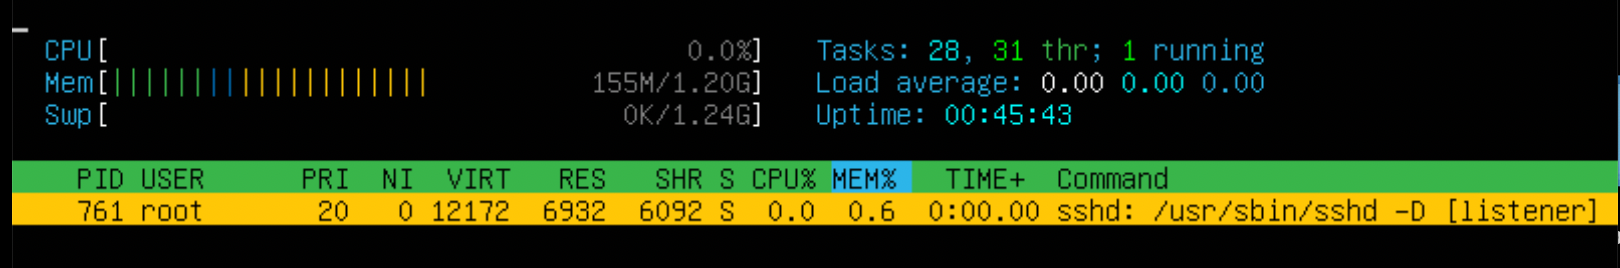 CPU[ 0.0%] Tasks: 28, 31 thr; 1 running
Mem[||||||||||||||||||||| 155M/1.20G] Load average: 0.00 0.00 0.00
Swp[ 0K/1.24G] Uptime: 00:45:43
PID USER PRI NI VIRT RES SHR S CPU% MEM% TIME+ Command
761 root 20 0 12172 6932 6092 S 0.0 0.6 0:00.00 sshd: /usr/sbin/sshd -D [listener]